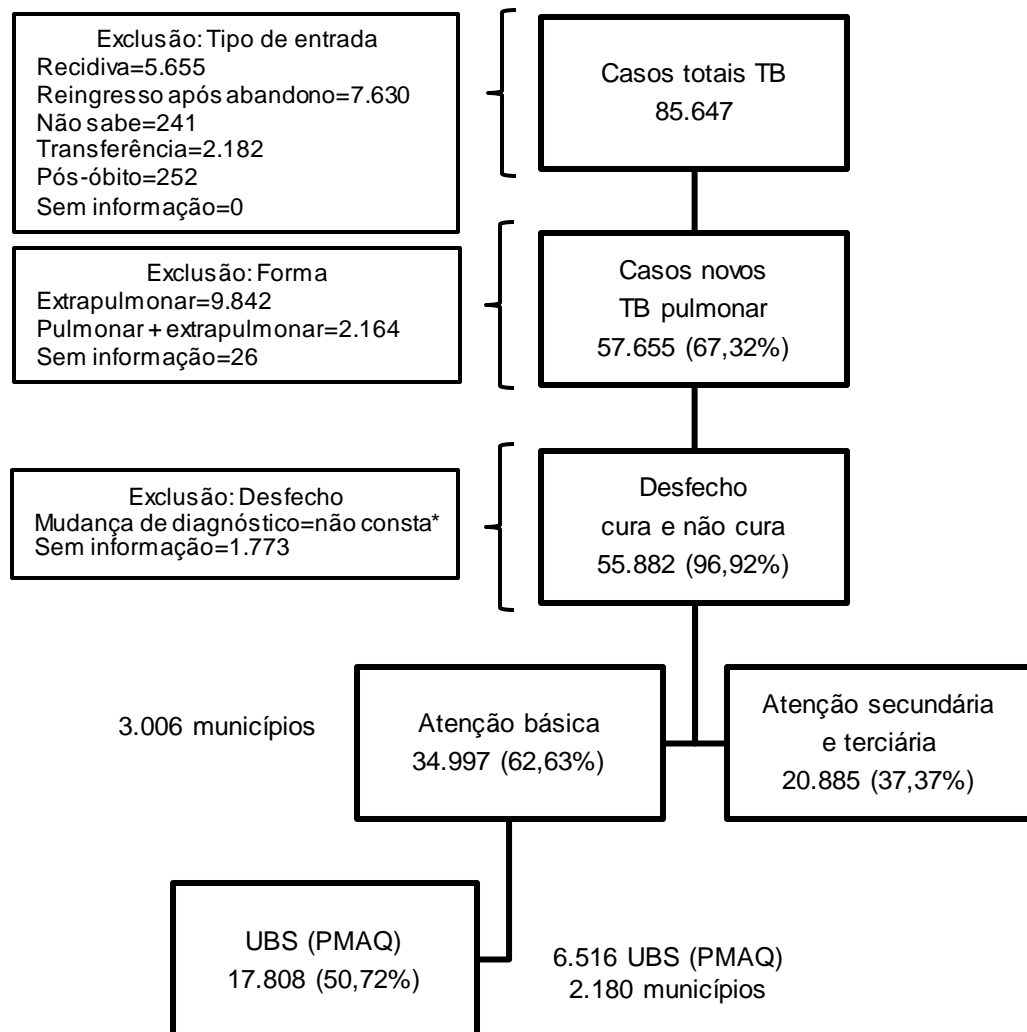 Exclusão: Tipo de entrada
Recidiva=5.655
Reingresso após abandono=7.630
Não sabe=241
Transferência=2.182
Pós-óbito=252
Sem informação=0
Casos totais TB
85.647
Exclusão: Forma
Extrapulmonar=9.842
Pulmonar + extrapulmonar=2.164
Sem informação=26
Casos novos
TB pulmonar
57.655 (67,32%)
Exclusão: Desfecho
Mudança de diagnóstico=não consta*
Sem informação=1.773
Desfecho
cura e não cura
55.882 (96,92%)
3.006 municípios
Atenção básica
34.997 (62,63%)
Atenção secundária
e terciária
20.885 (37,37%)
UBS (PMAQ)
17.808 (50,72%)
6.516 UBS (PMAQ)
2.180 municípios